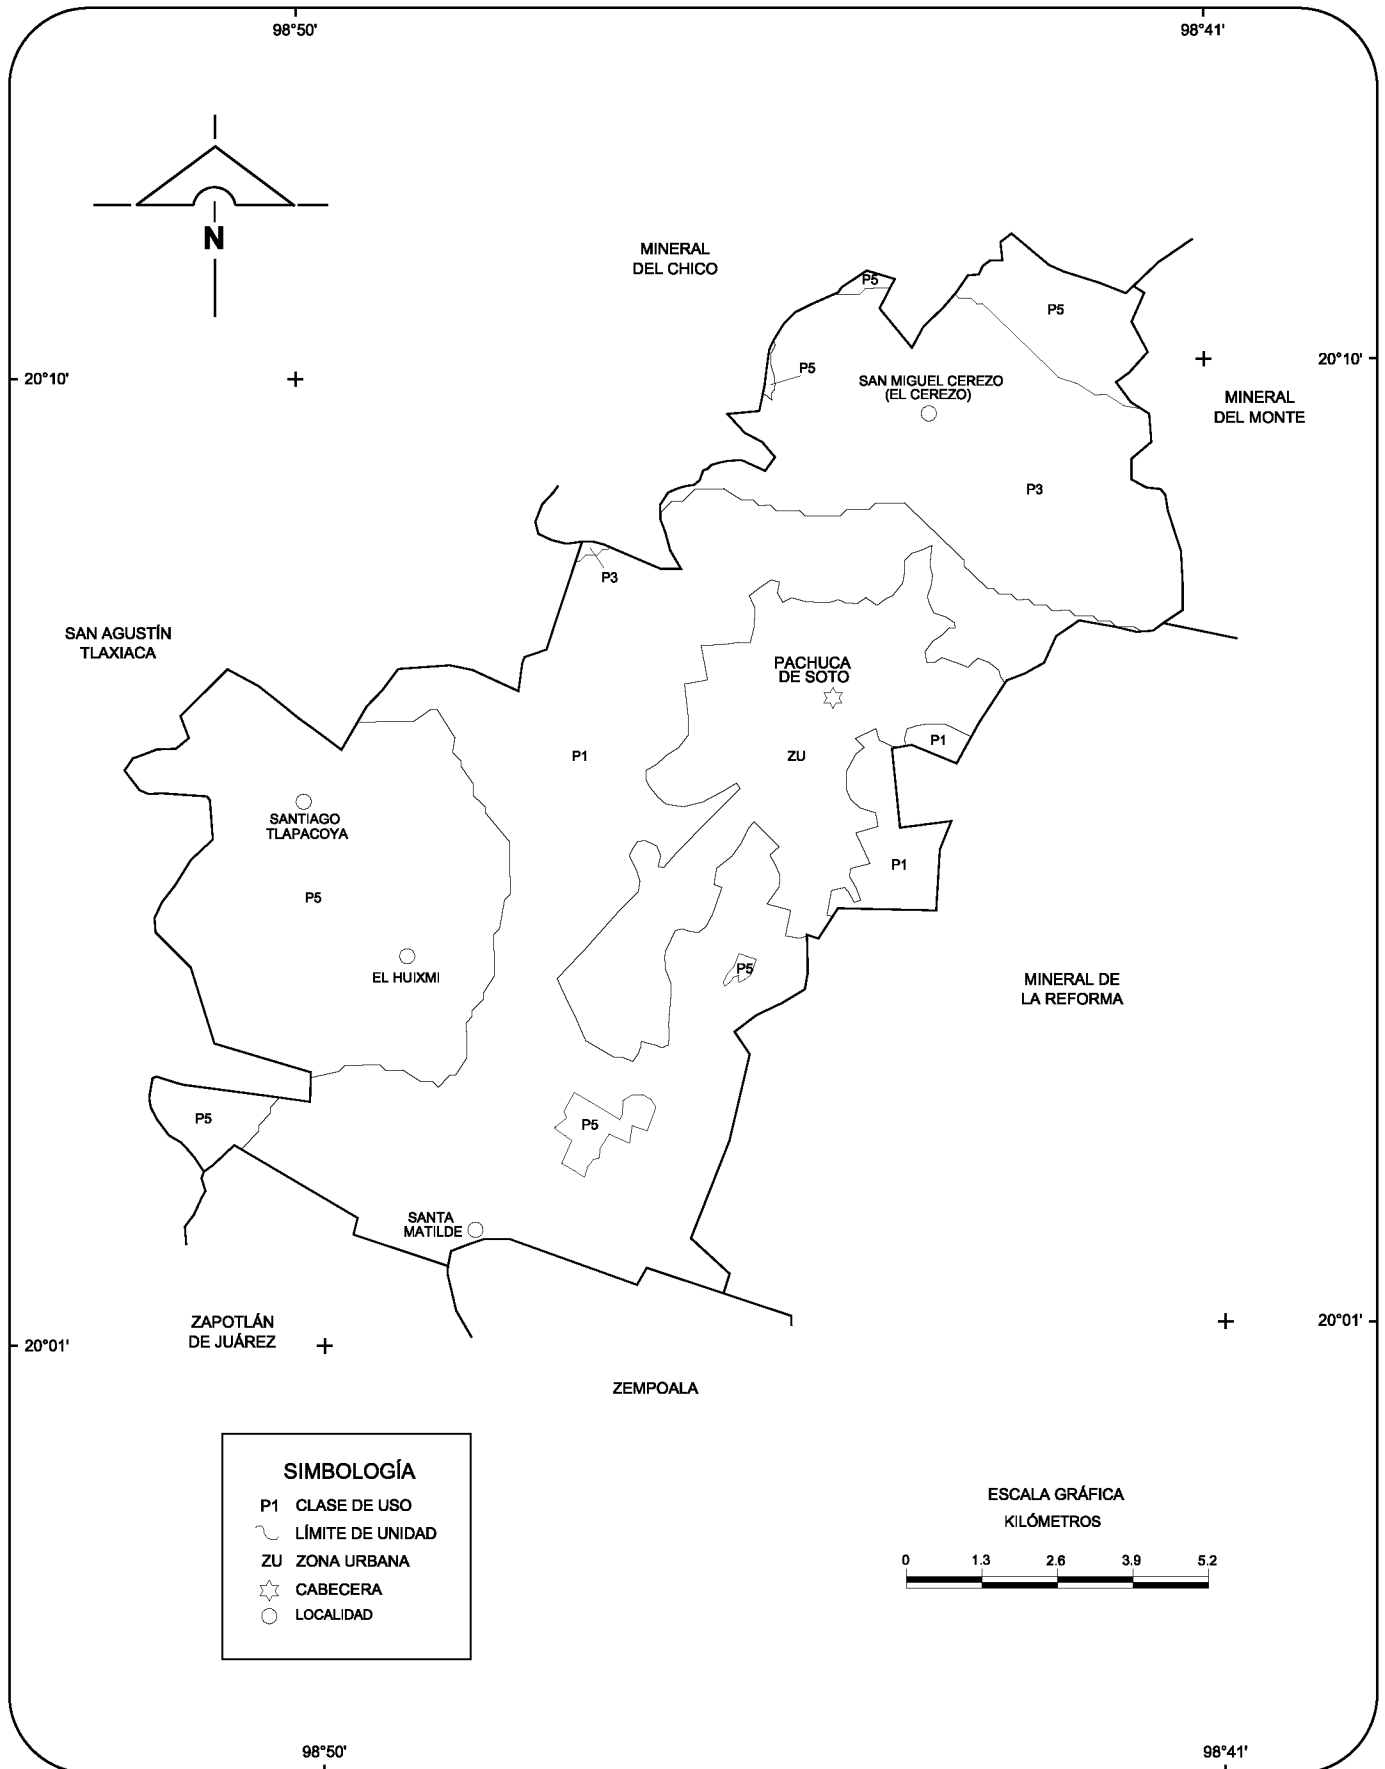 98°50'
98°41'
N
MINERAL
DEL CHICO
P5
P5
P5
20°10'
20°10'
SAN MIGUEL CEREZO
(EL CEREZO)
MINERAL
DEL MONTE
P3
P3
SAN AGUSTÍN
TLAXIACA
PACHUCA
DE SOTO
P1
ZU
P1
SANTIAGO
TLAPACOYA
P1
P5
EL HUIXMI
P5
MINERAL DE
LA REFORMA
P5
P5
SANTA
MATILDE
ZAPOTLÁN
DE JUÁREZ
20°01'
20°01'
ZEMPOALA
SIMBOLOGÍA
P1 CLASE DE USO
LÍMITE DE UNIDAD
ZU ZONA URBANA
CABECERA
LOCALIDAD
ESCALA GRÁFICA
KILÓMETROS
0 1.3 2.6 3.9 5.2
98°50'
98°41'